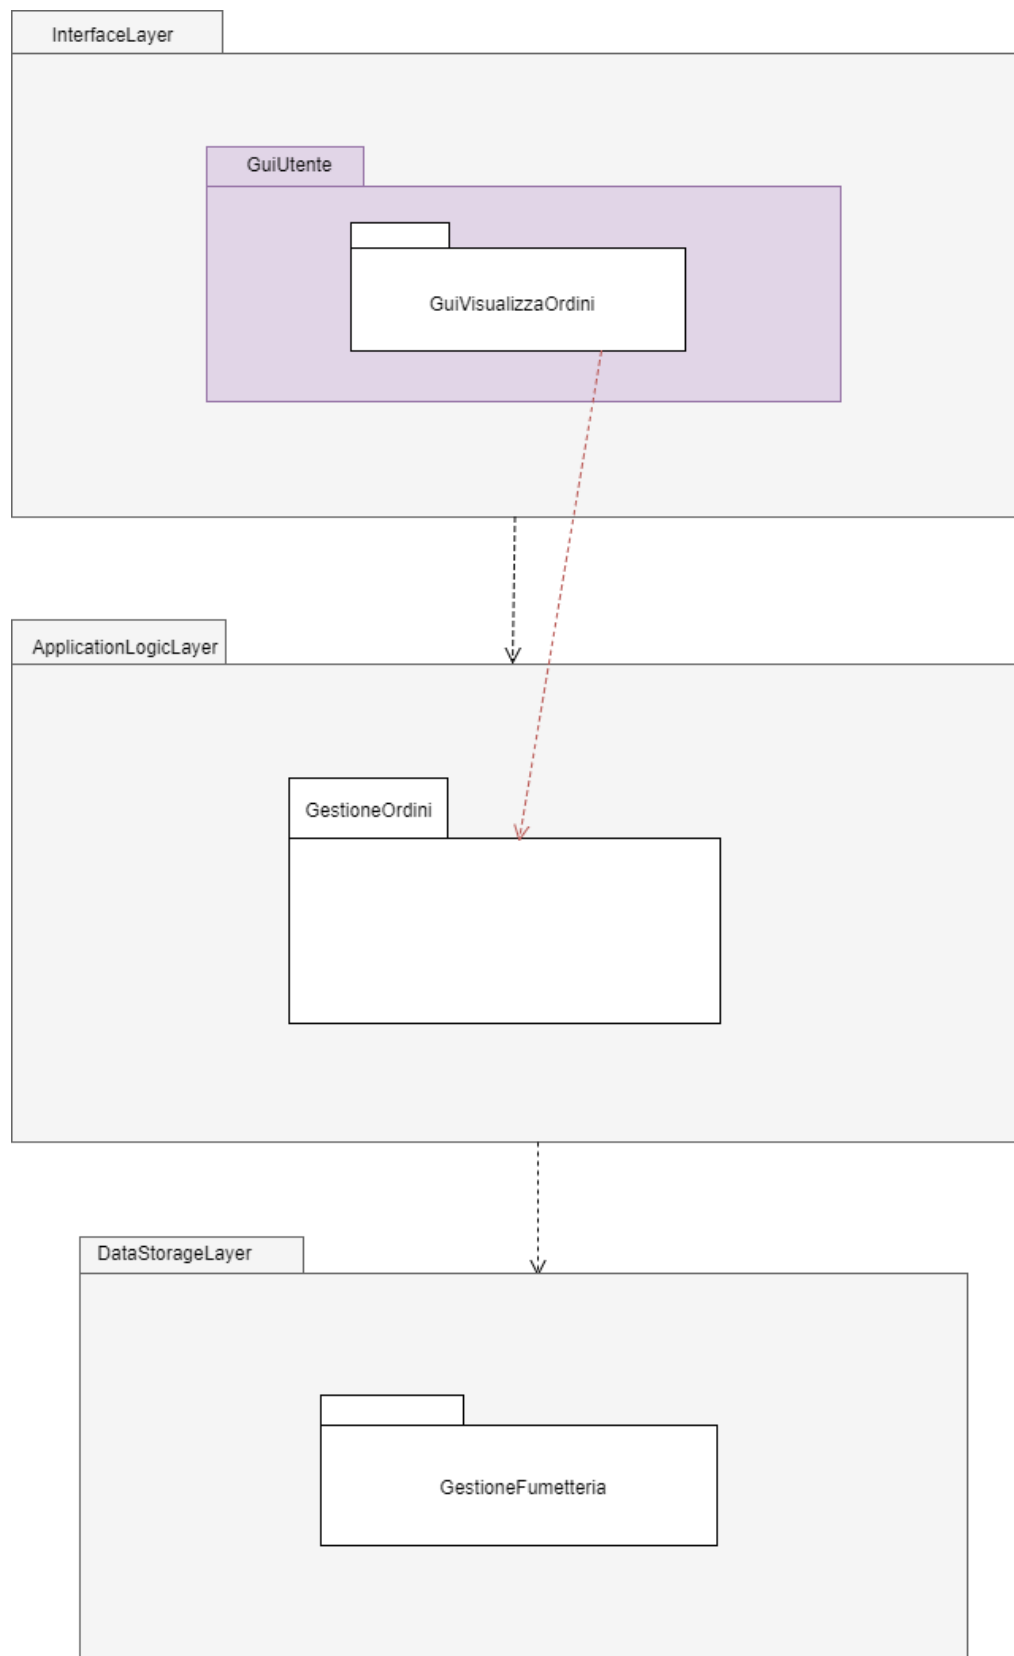 InterfaceLayer
GuiUtente
GuiVisualizzaOrdini
ApplicationLogicLayer
GestioneOrdini
DataStorageLayer
GestioneFumetteria